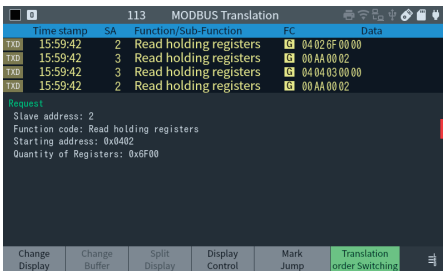 0 113 MODBUS Translation
Time stamp SA Function/Sub-Function FC Data
TXD 15:59:42 2 Read holding registers G 04 02 6F 00 00
TXD 15:59:42 3 Read holding registers G 00 AA 00 02
TXD 15:59:42 3 Read holding registers G 04 04 03 00 00
TXD 15:59:42 2 Read holding registers G 00 AA 00 02
Request
Slave address: 2
Function code: Read holding registers
Starting address: 0x0402
Quantity of Registers: 0x6F00
Change Display Change Buffer Split Display Display Control Mark Jump Translation order Switching